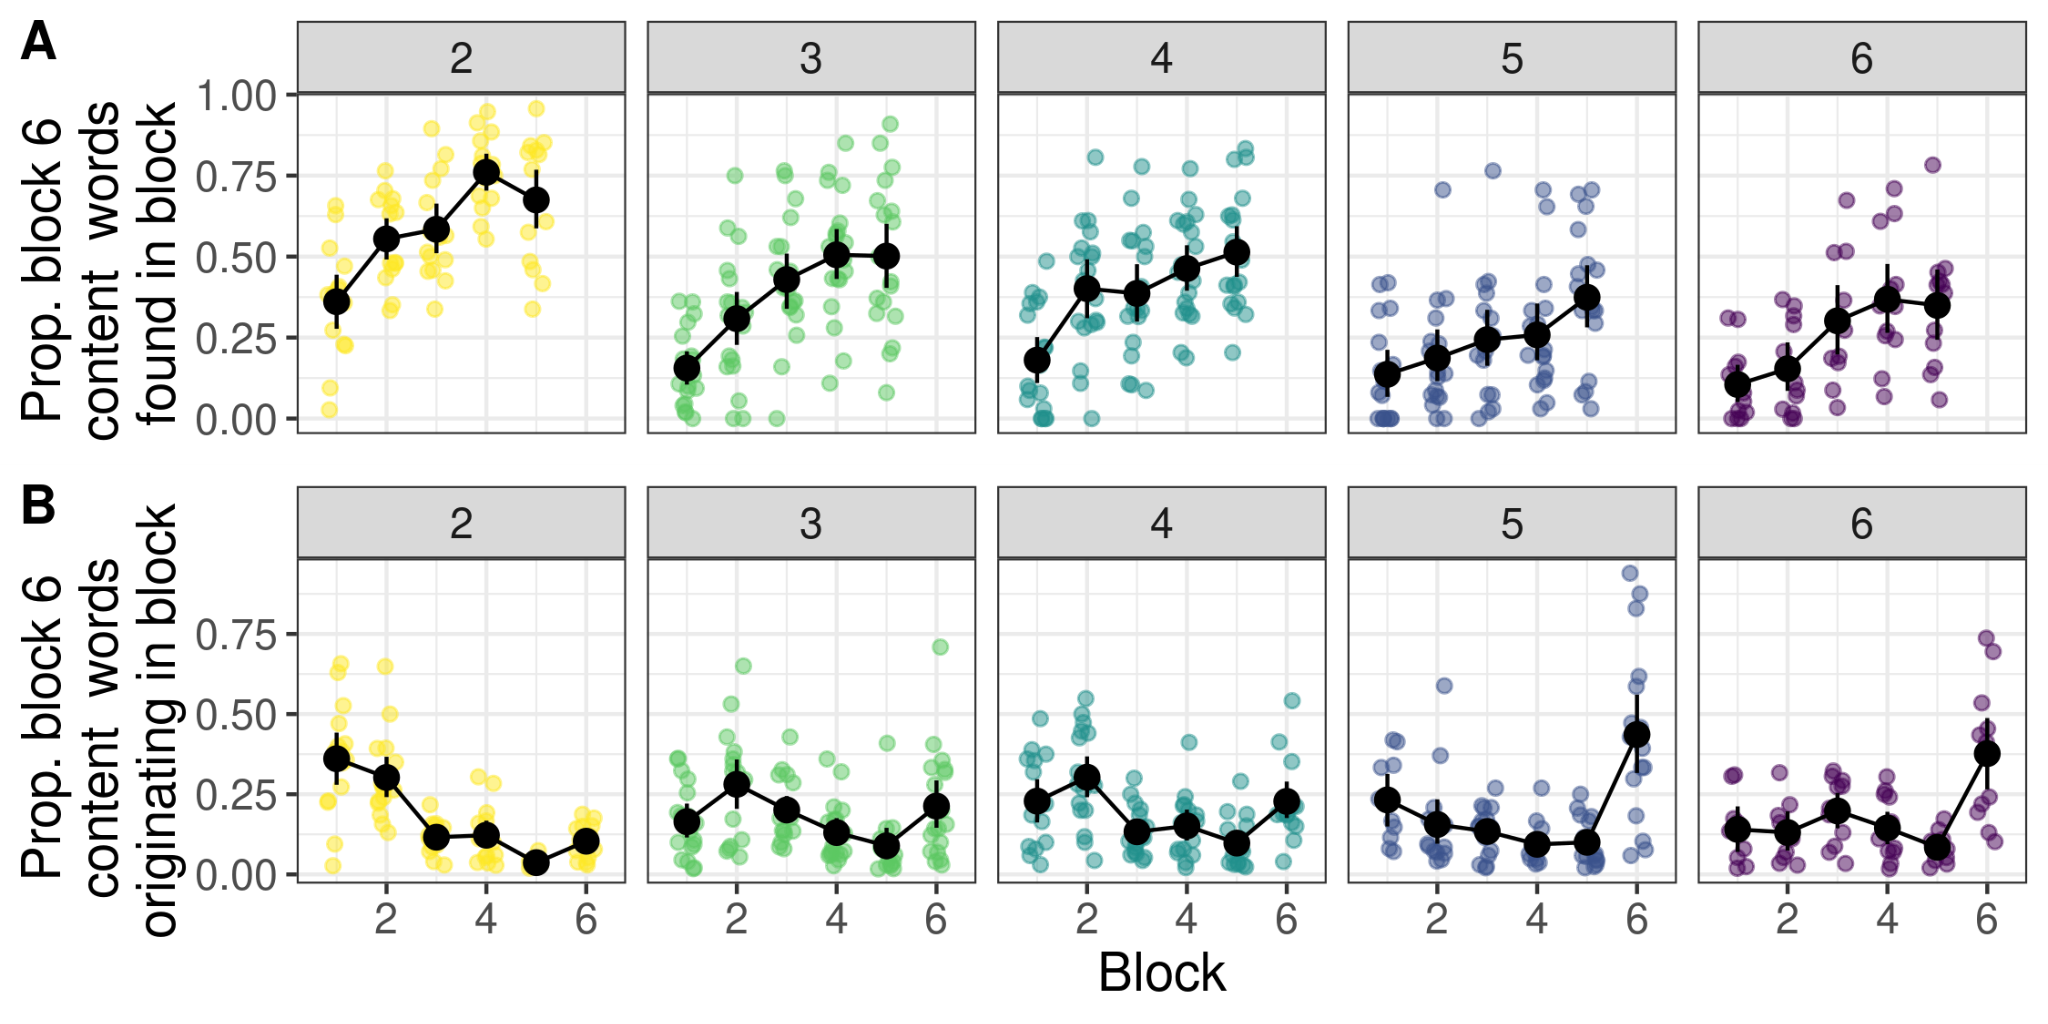 A
2 3 4 5 6
Prop. block 6
content words
found in block
1.00
0.75
0.50
0.25
0.00
B
2 3 4 5 6
Prop. block 6
content words
originating in block
0.75
0.50
0.25
0.00
2 4 6 2 4 6 2 4 6 2 4 6 2 4 6
Block